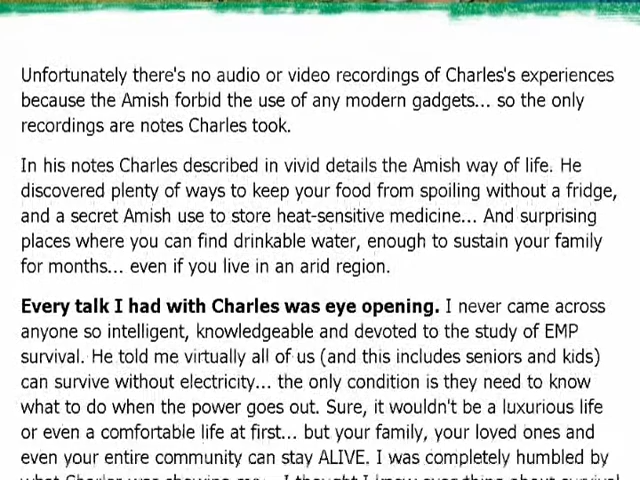 Unfortunately there's no audio or video recordings of Charles's experiences
because the Amish forbid the use of any modern gadgets... so the only
recordings are notes Charles took.
In his notes Charles described in vivid details the Amish way of life. He
discovered plenty of ways to keep your food from spoiling without a fridge,
and a secret Amish use to store heat-sensitive medicine... And surprising
places where you can find drinkable water, enough to sustain your family
for months... even if you live in an arid region.
Every talk I had with Charles was eye opening. I never came across
anyone so intelligent, knowledgeable and devoted to the study of EMP
survival. He told me virtually all of us (and this includes seniors and kids)
can survive without electricity... the only condition is they need to know
what to do when the power goes out. Sure, it wouldn't be a luxurious life
or even a comfortable life at first... but your family, your loved ones and
even your entire community can stay ALIVE. I was completely humbled by